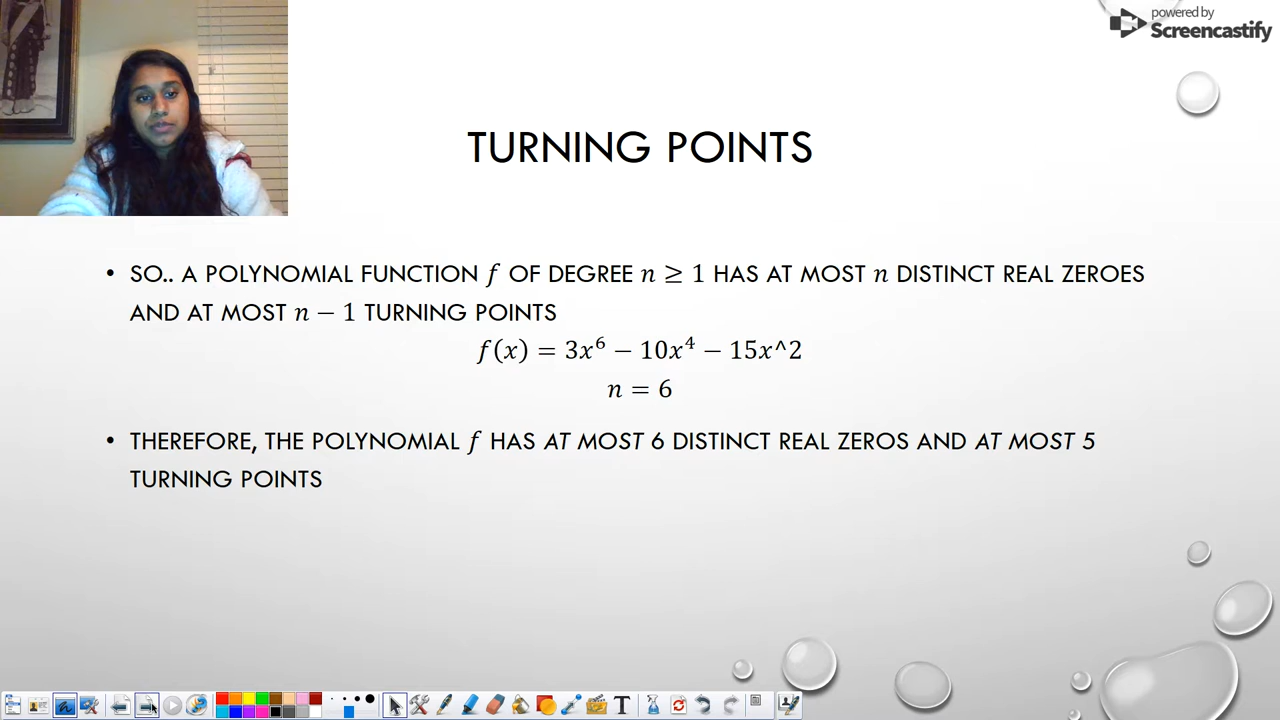 powered by
Screencastify
TURNING POINTS
• SO.. A POLYNOMIAL FUNCTION f OF DEGREE n ≥ 1 HAS AT MOST n DISTINCT REAL ZEROES
AND AT MOST n − 1 TURNING POINTS
f(x) = 3x⁶ − 10x⁴ − 15x^2
n = 6
• THEREFORE, THE POLYNOMIAL f HAS AT MOST 6 DISTINCT REAL ZEROS AND AT MOST 5
TURNING POINTS
T